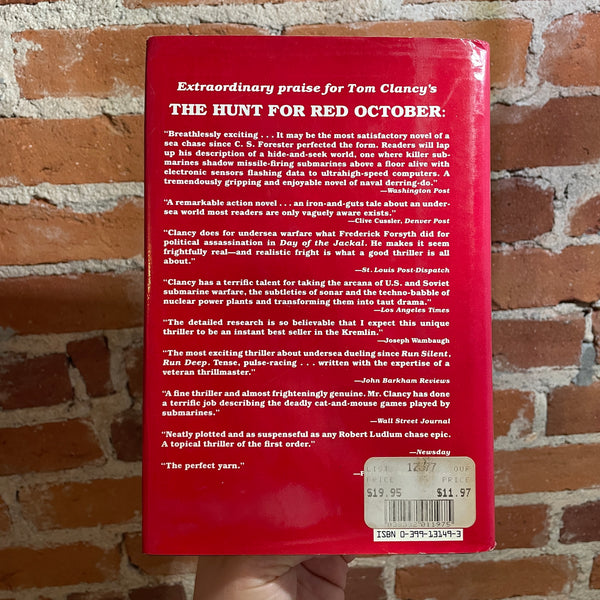 Extraordinary praise for Tom Clancy's
THE HUNT FOR RED OCTOBER:
"Breathlessly exciting . . . It may be the most satisfactory novel of a
sea chase since C. S. Forester perfected the form. Readers will lap
up his description of a hide-and-seek world, one where killer sub-
marines shadow missile-firing submarines above a floor alive with
electronic sensors flashing data to ultrahigh-speed computers. A
tremendously gripping and enjoyable novel of naval derring-do."
—Washington Post
"A remarkable action novel . . . an iron-and-guts tale about an under-
sea world most readers are only vaguely aware exists."
—Clive Cussler, Denver Post
"Clancy does for undersea warfare what Frederick Forsyth did for
political assassination in Day of the Jackal. He makes it seem
frightfully real—and realistic fright is what a good thriller is all
about."
—St. Louis Post-Dispatch
"Clancy has a terrific talent for taking the arcana of U.S. and Soviet
submarine warfare, the subtleties of sonar and the techno-babble of
nuclear power plants and transforming them into taut drama."
—Los Angeles Times
"The detailed research is so believable that I expect this unique
thriller to be an instant best seller in the Kremlin."
—Joseph Wambaugh
"The most exciting thriller about undersea dueling since Run Silent,
Run Deep. Tense, pulse-racing . . . written with the expertise of a
veteran thrillmaster."
—John Barkham Reviews
"A fine thriller and almost frighteningly genuine. Mr. Clancy has done
a terrific job describing the deadly cat-and-mouse games played by
submarines."
—Wall Street Journal
"Neatly plotted and as suspenseful as any Robert Ludlum chase epic.
A topical thriller of the first order."
—Newsday
"The perfect yarn."
LIST OUR
PRICE PRICE
$19.95 $11.97
ISBN 0-399-13149-3